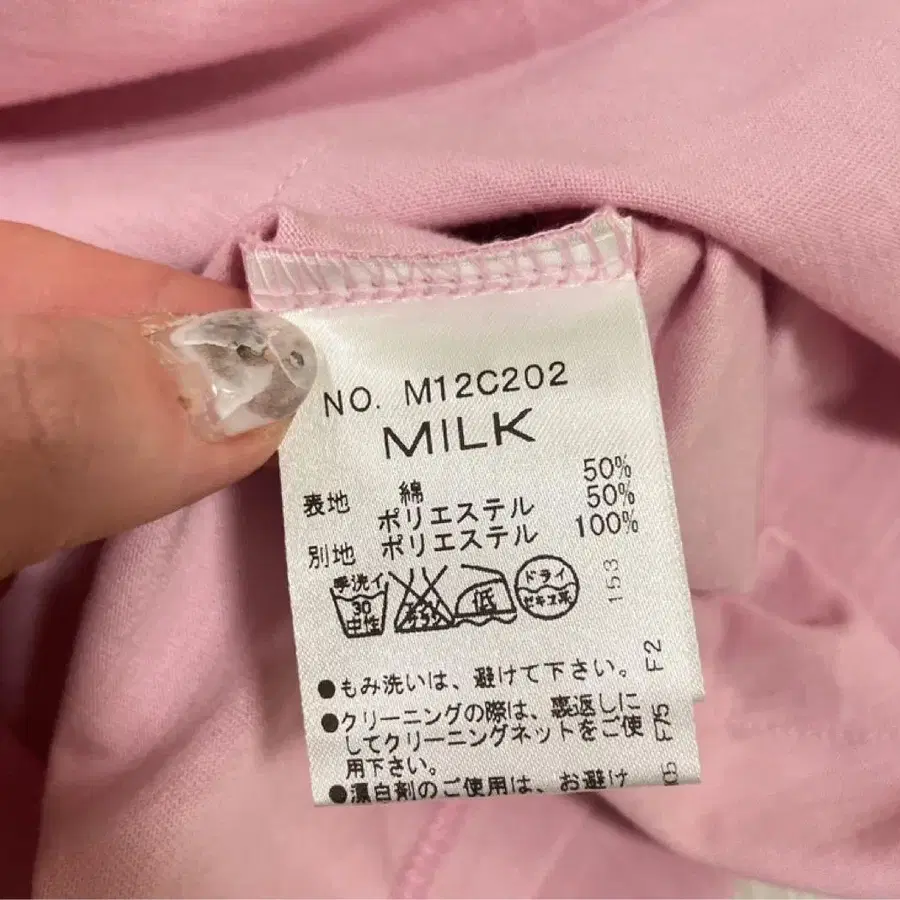 NO. M12C202
MILK
表地 綿 50%
ポリエステル 50%
別地 ポリエステル 100%
手洗イ 30 中性
低
ドライ セキユ系
153
●もみ洗いは、避けて下さい。
●クリーニングの際は、裏返しに
してクリーニングネットをご使
用下さい。
●漂白剤のご使用は、お避け
F2
F75